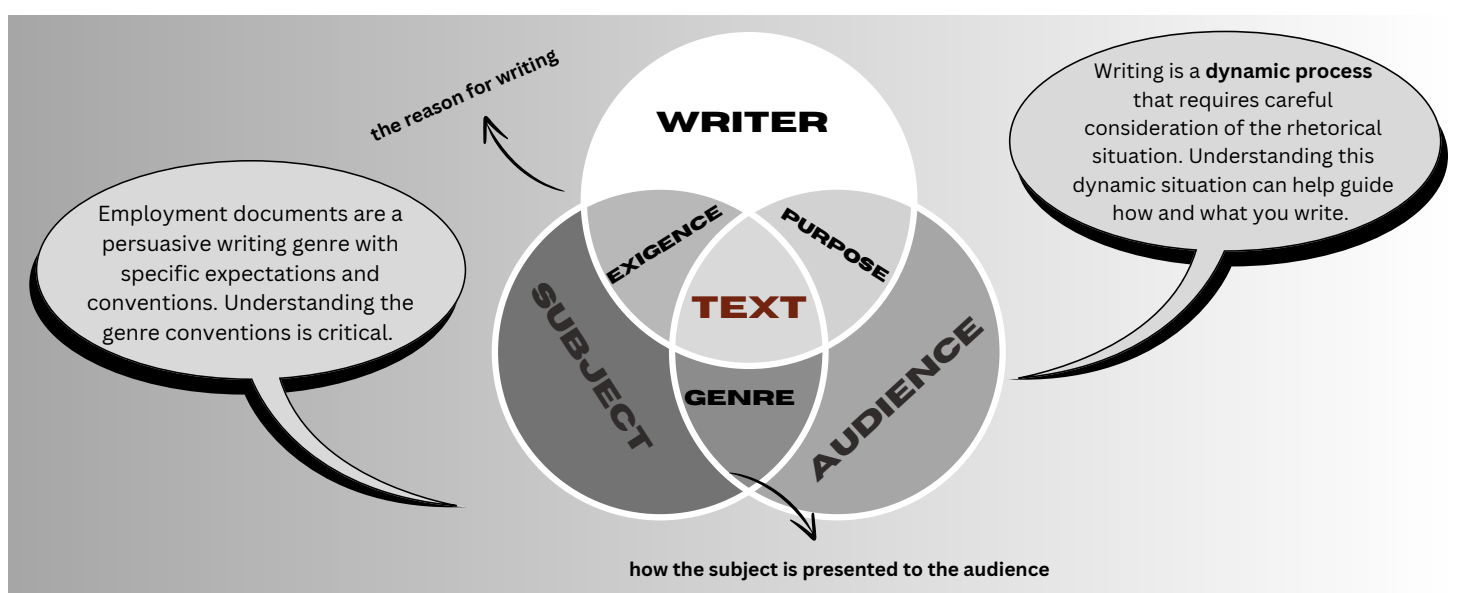 the reason for writing
WRITER
Writing is a dynamic process
that requires careful
consideration of the rhetorical
situation. Understanding this
dynamic situation can help guide
how and what you write.
Employment documents are a
persuasive writing genre with
specific expectations and
conventions. Understanding the
genre conventions is critical.
EXIGENCE
PURPOSE
TEXT
SUBJECT
AUDIENCE
GENRE
how the subject is presented to the audience